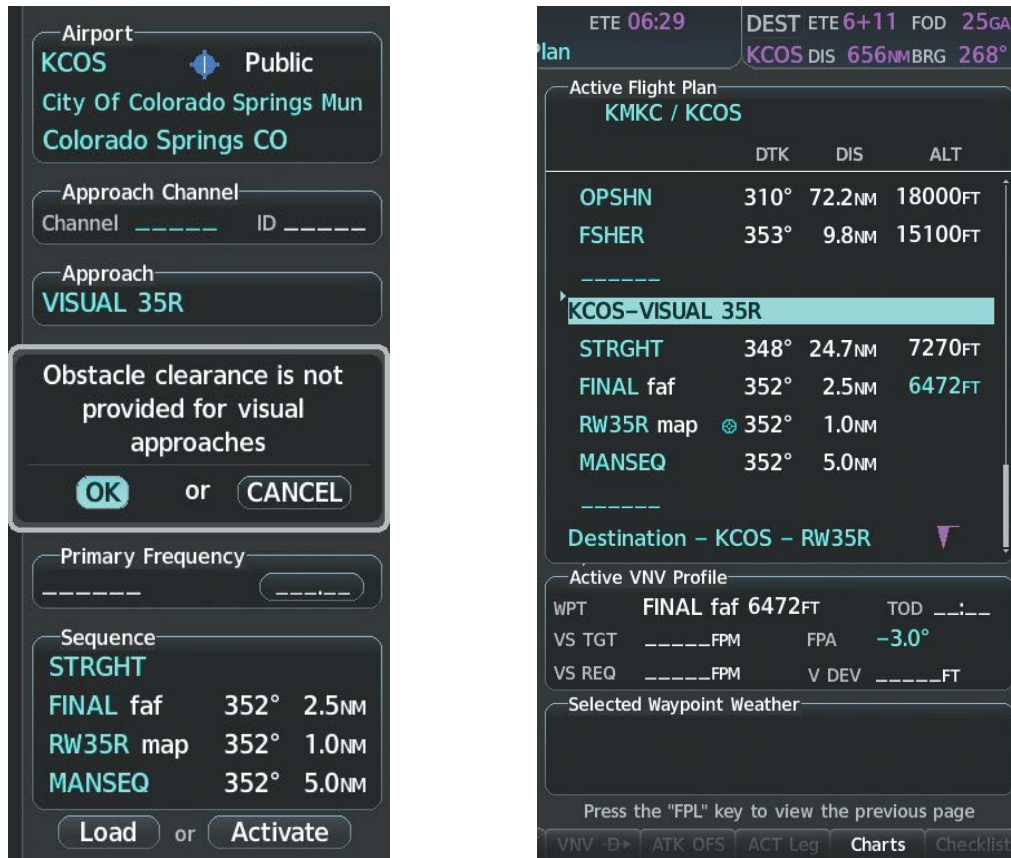 Airport
KCOS Public
City Of Colorado Springs Mun
Colorado Springs CO
Approach Channel
Channel _____ ID _____
Approach
VISUAL 35R
Obstacle clearance is not
provided for visual
approaches
OK or CANCEL
Primary Frequency
______ ___.__
Sequence
STRGHT
FINAL faf 352° 2.5NM
RW35R map 352° 1.0NM
MANSEQ 352° 5.0NM
Load or Activate
ETE 06:29 DEST ETE 6+11 FOD 25GA
lan KCOS DIS 656NM BRG 268°
Active Flight Plan
KMKC / KCOS
DTK DIS ALT
OPSHN 310° 72.2NM 18000FT
FSHER 353° 9.8NM 15100FT
______
KCOS–VISUAL 35R
STRGHT 348° 24.7NM 7270FT
FINAL faf 352° 2.5NM 6472FT
RW35R map 352° 1.0NM
MANSEQ 352° 5.0NM
______
Destination – KCOS – RW35R
Active VNV Profile
WPT FINAL faf 6472FT TOD __:__
VS TGT _____FPM FPA –3.0°
VS REQ _____FPM V DEV _____FT
Selected Waypoint Weather
Press the "FPL" key to view the previous page
VNV -D→ ATK OFS ACT Leg Charts Checklist